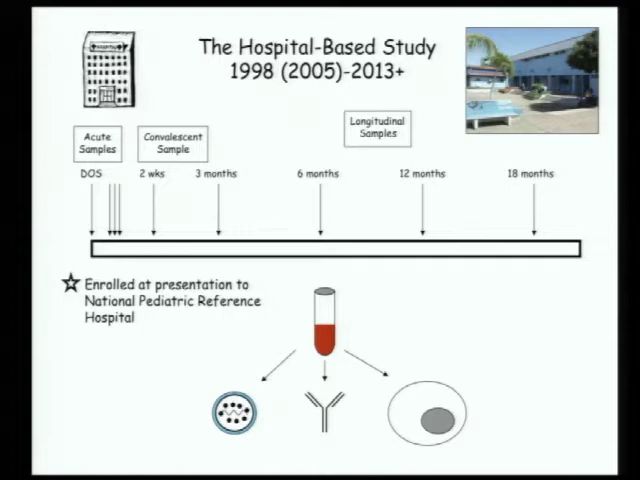 HOSPITAL
The Hospital-Based Study
1998 (2005)-2013+
Acute
Samples
Convalescent
Sample
Longitudinal
Samples
DOS
2 wks
3 months
6 months
12 months
18 months
Enrolled at presentation to
National Pediatric Reference
Hospital